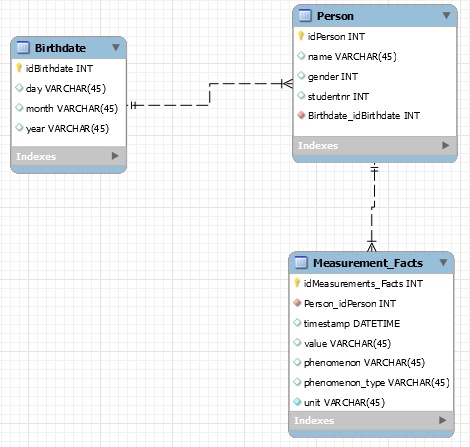 Birthdate
idBirthdate INT
day VARCHAR(45)
month VARCHAR(45)
year VARCHAR(45)
Indexes
Person
idPerson INT
name VARCHAR(45)
gender INT
studentnr INT
Birthdate_idBirthdate INT
Indexes
Measurement_Facts
idMeasurements_Facts INT
Person_idPerson INT
timestamp DATETIME
value VARCHAR(45)
phenomenon VARCHAR(45)
phenomenon_type VARCHAR(45)
unit VARCHAR(45)
Indexes